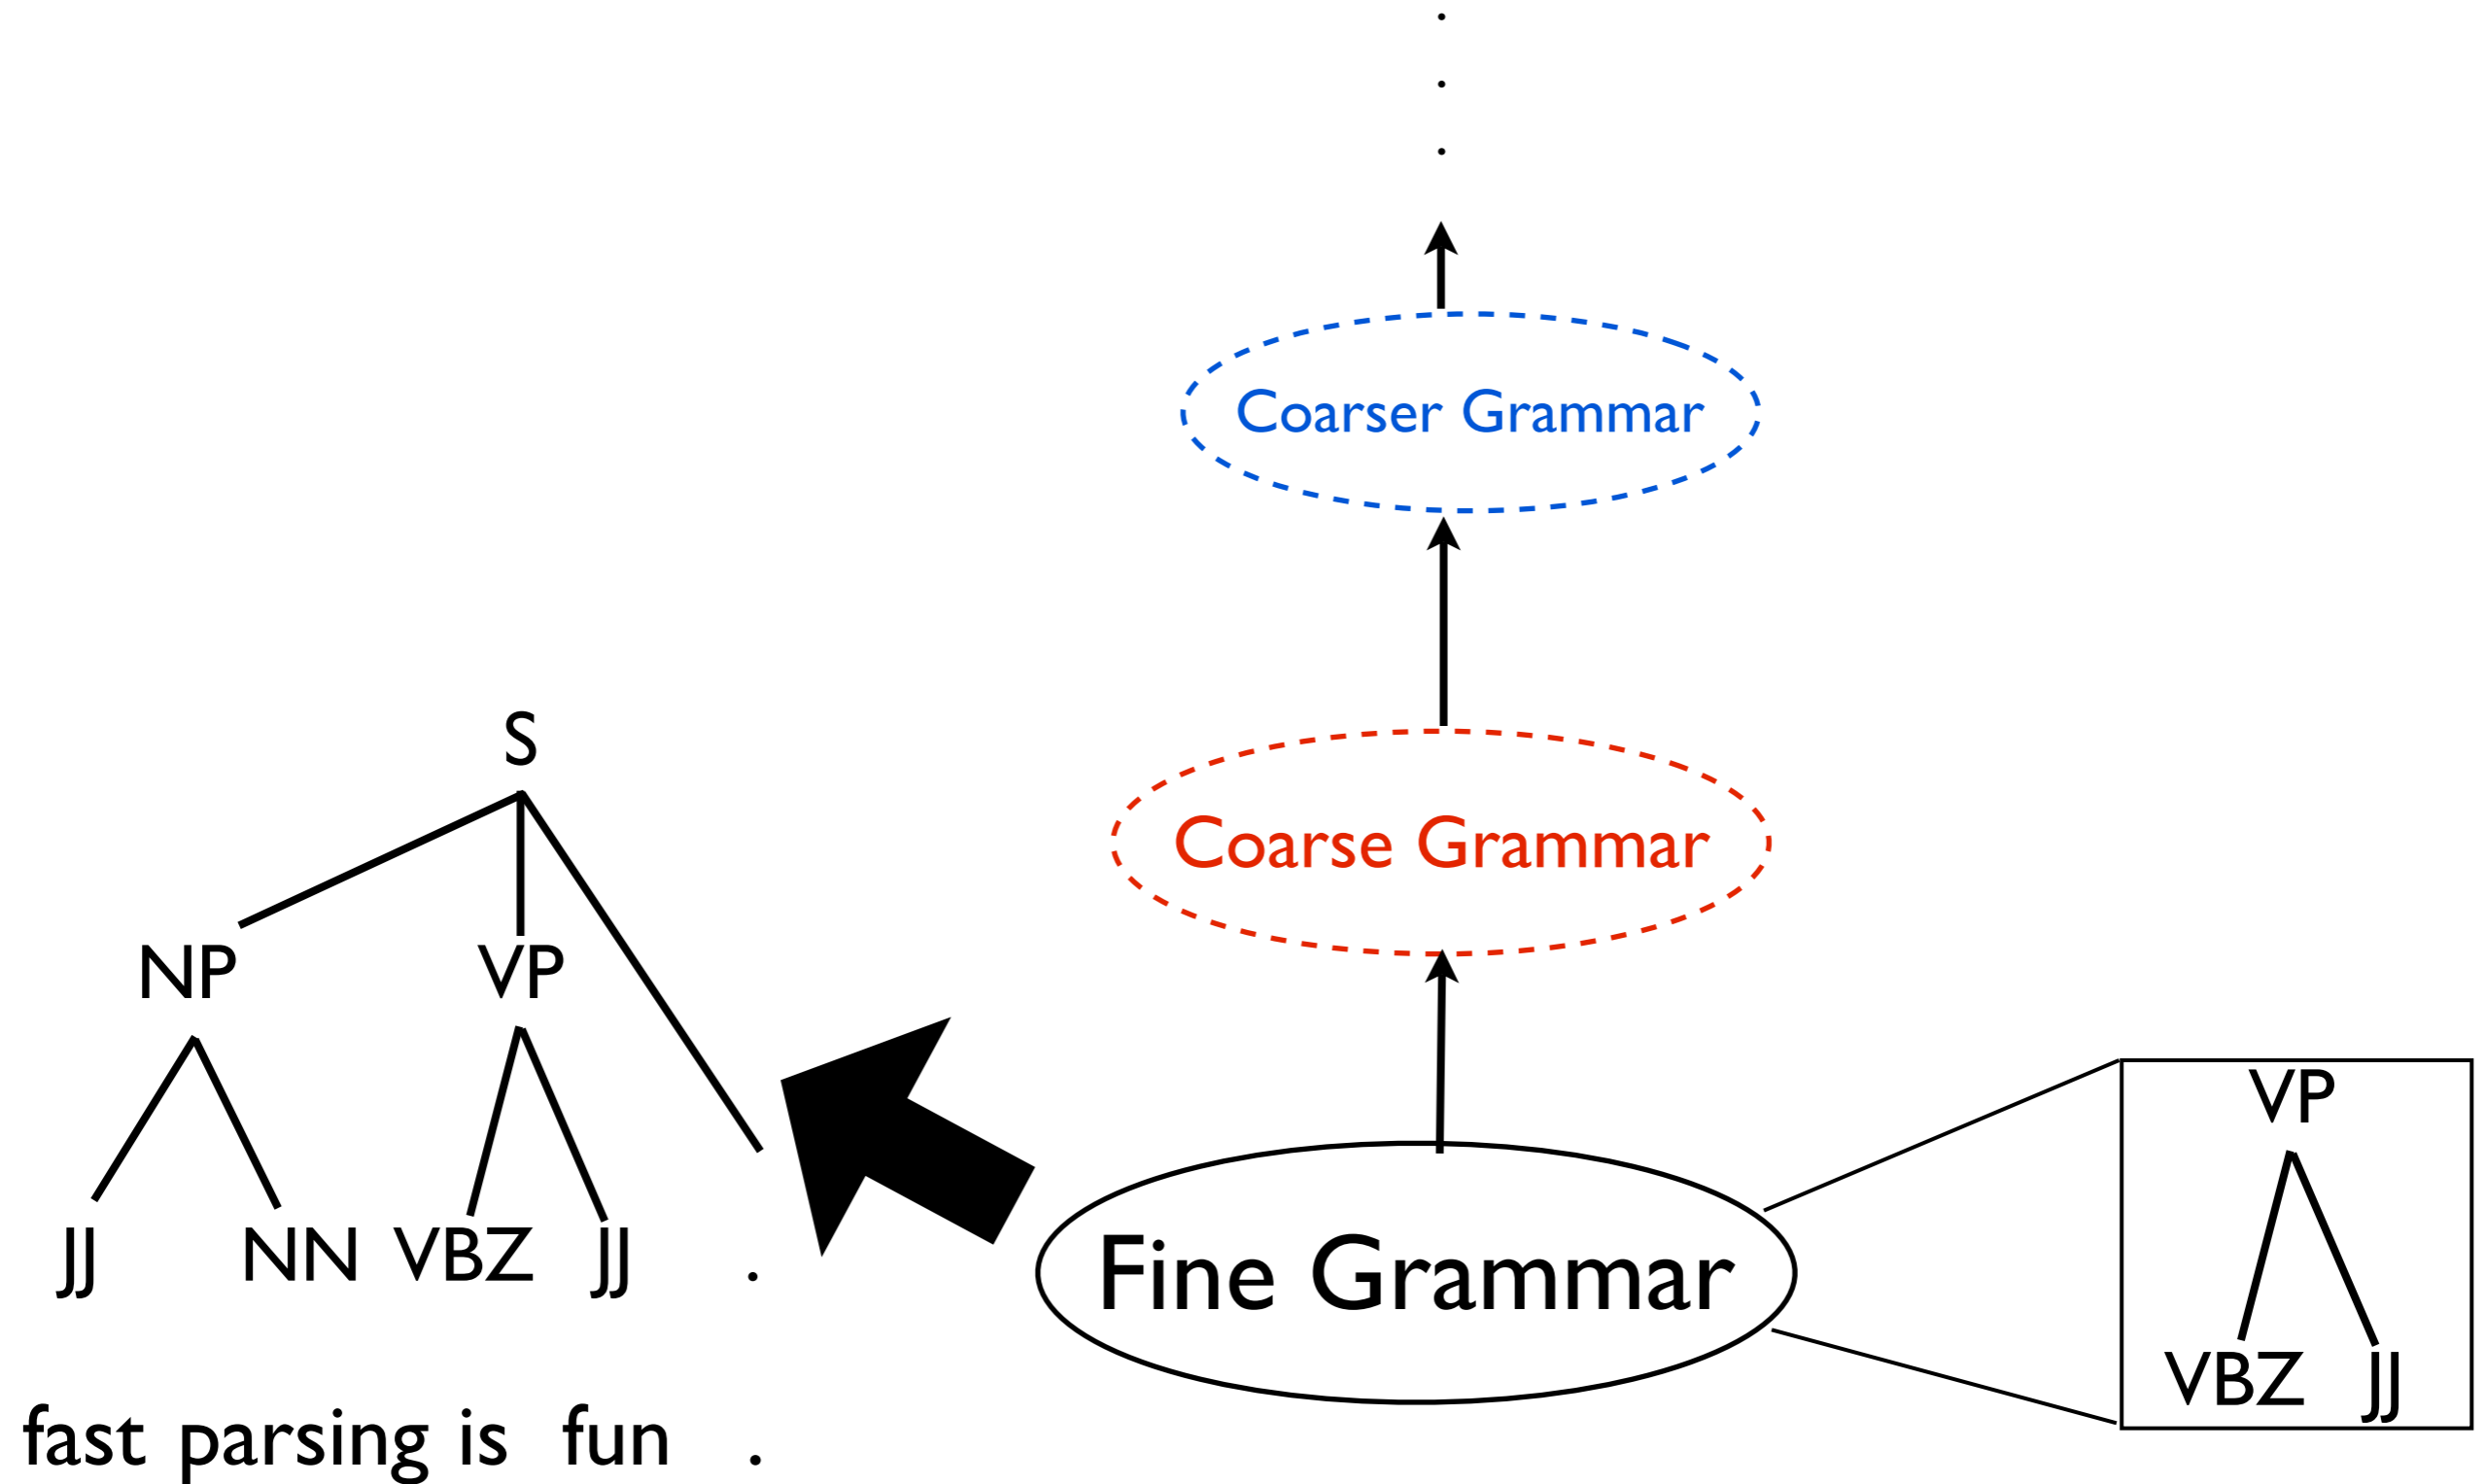 Coarser Grammar
S
Coarse Grammar
NP VP
VP
JJ NN VBZ JJ .
Fine Grammar
VBZ JJ
fast parsing is fun .